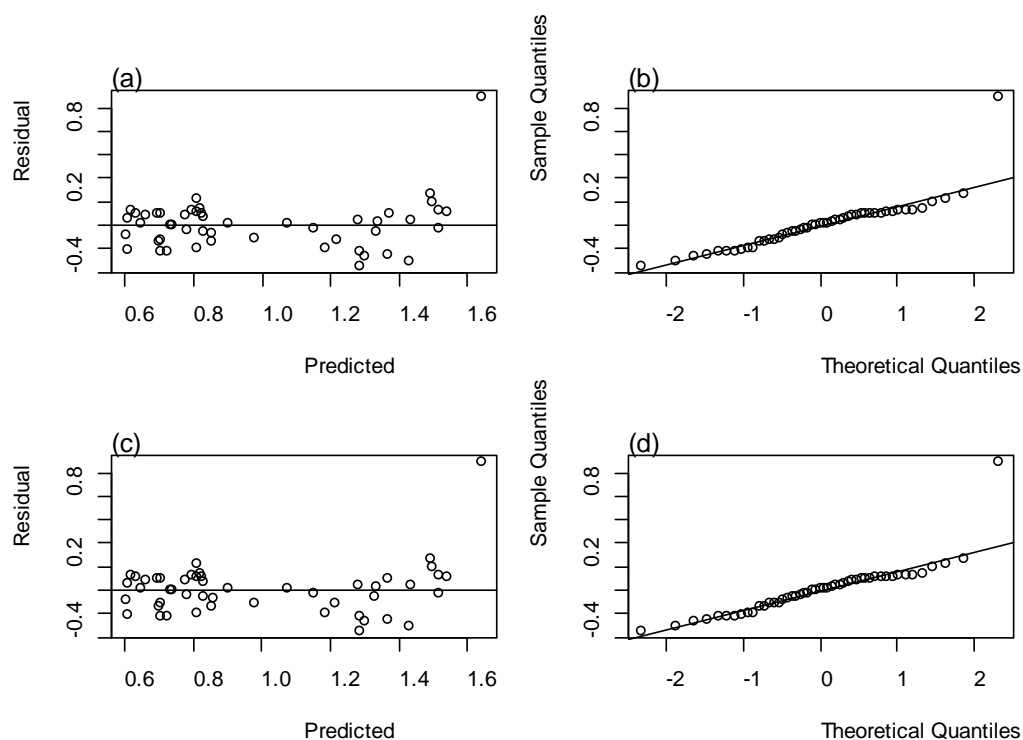 (a)
Residual
0.8
0.2
-0.4
0.6 0.8 1.0 1.2 1.4 1.6
Predicted
(b)
Sample Quantiles
0.8
0.2
-0.4
-2 -1 0 1 2
Theoretical Quantiles
(c)
Residual
0.8
0.2
-0.4
0.6 0.8 1.0 1.2 1.4 1.6
Predicted
(d)
Sample Quantiles
0.8
0.2
-0.4
-2 -1 0 1 2
Theoretical Quantiles